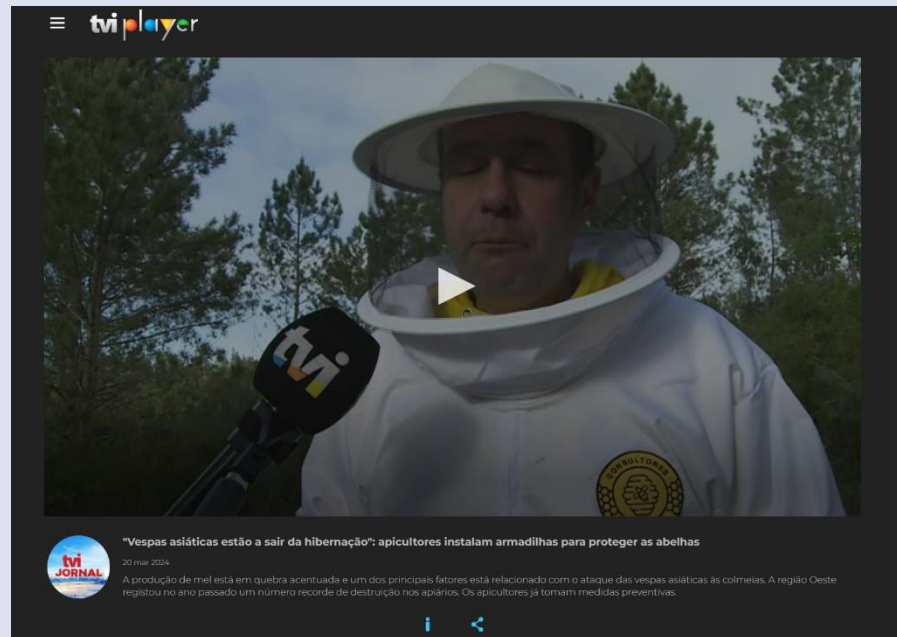 tvi player
tvi
CONSULTORES
tvi
JORNAL
"Vespas asiáticas estão a sair da hibernação": apicultores instalam armadilhas para proteger as abelhas
20 mar 2024
A produção de mel está em quebra acentuada e um dos principais fatores está relacionado com o ataque das vespas asiáticas às colmeias. A região Oeste
registou no ano passado um número recorde de destruição nos apiários. Os apicultores já tomam medidas preventivas.